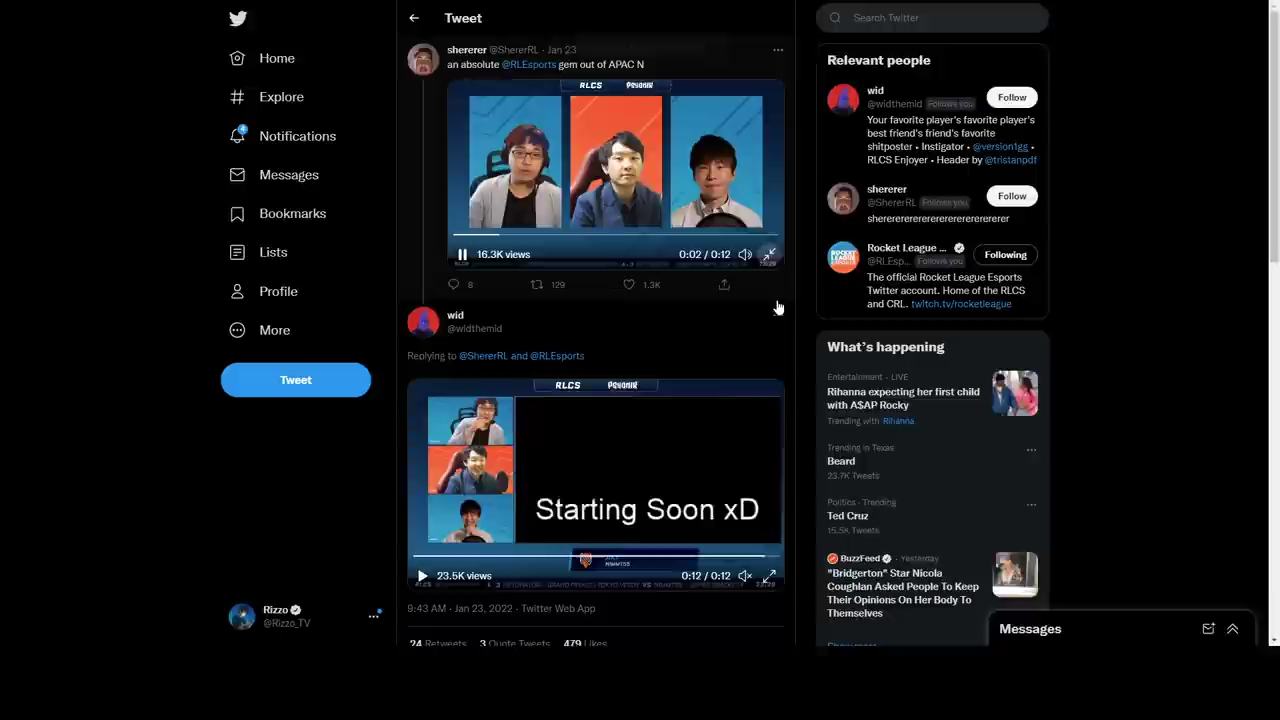 Home
Explore
4
Notifications
Messages
Bookmarks
Lists
Profile
More
Tweet
Rizzo
@Rizzo_TV
Tweet
shererer @ShererRL · Jan 23
an absolute @RLEsports gem out of APAC N
RLCS PSYONIX
16.3K views
0:02 / 0:12
8
129
1.3K
wid
@widthemid
Replying to @ShererRL and @RLEsports
RLCS PSYONIX
Starting Soon xD
23.5K views
0:12 / 0:12
9:43 AM · Jan 23, 2022 · Twitter Web App
24 Retweets 3 Quote Tweets 479 Likes
Search Twitter
Relevant people
wid
@widthemid Follows you
Follow
Your favorite player's favorite player's
best friend's friend's favorite
shitposter • Instigator • @version1gg •
RLCS Enjoyer • Header by @tristanpdf
shererer
@ShererRL Follows you
Follow
Rocket League ...
@RLEsp... Follows you
Following
The official Rocket League Esports
Twitter account. Home of the RLCS
and CRL. twitch.tv/rocketleague
What's happening
Entertainment · LIVE
Rihanna expecting her first child
with A$AP Rocky
Trending with Rihanna
Trending in Texas
Beard
23.7K Tweets
Politics · Trending
Ted Cruz
15.5K Tweets
BuzzFeed · Yesterday
"Bridgerton" Star Nicola
Coughlan Asked People To Keep
Their Opinions On Her Body To
Themselves
Messages